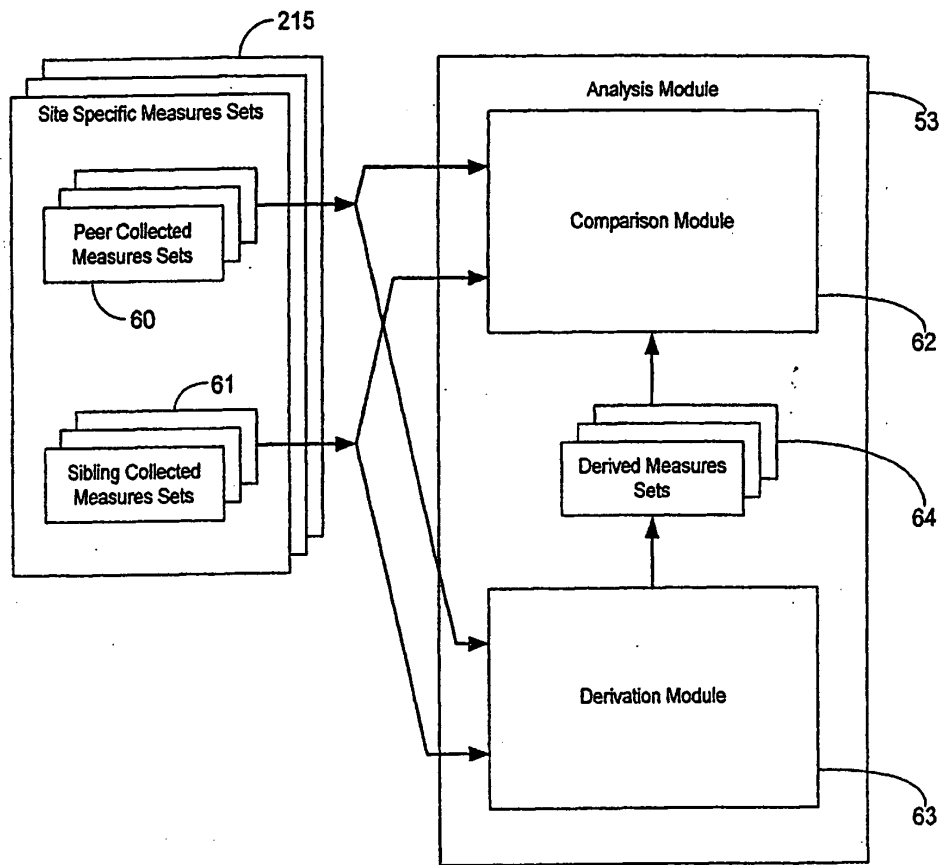 215
Site Specific Measures Sets
Peer Collected
Measures Sets
60
61
Sibling Collected
Measures Sets
Analysis Module
53
Comparison Module
62
Derived Measures
Sets
64
Derivation Module
63